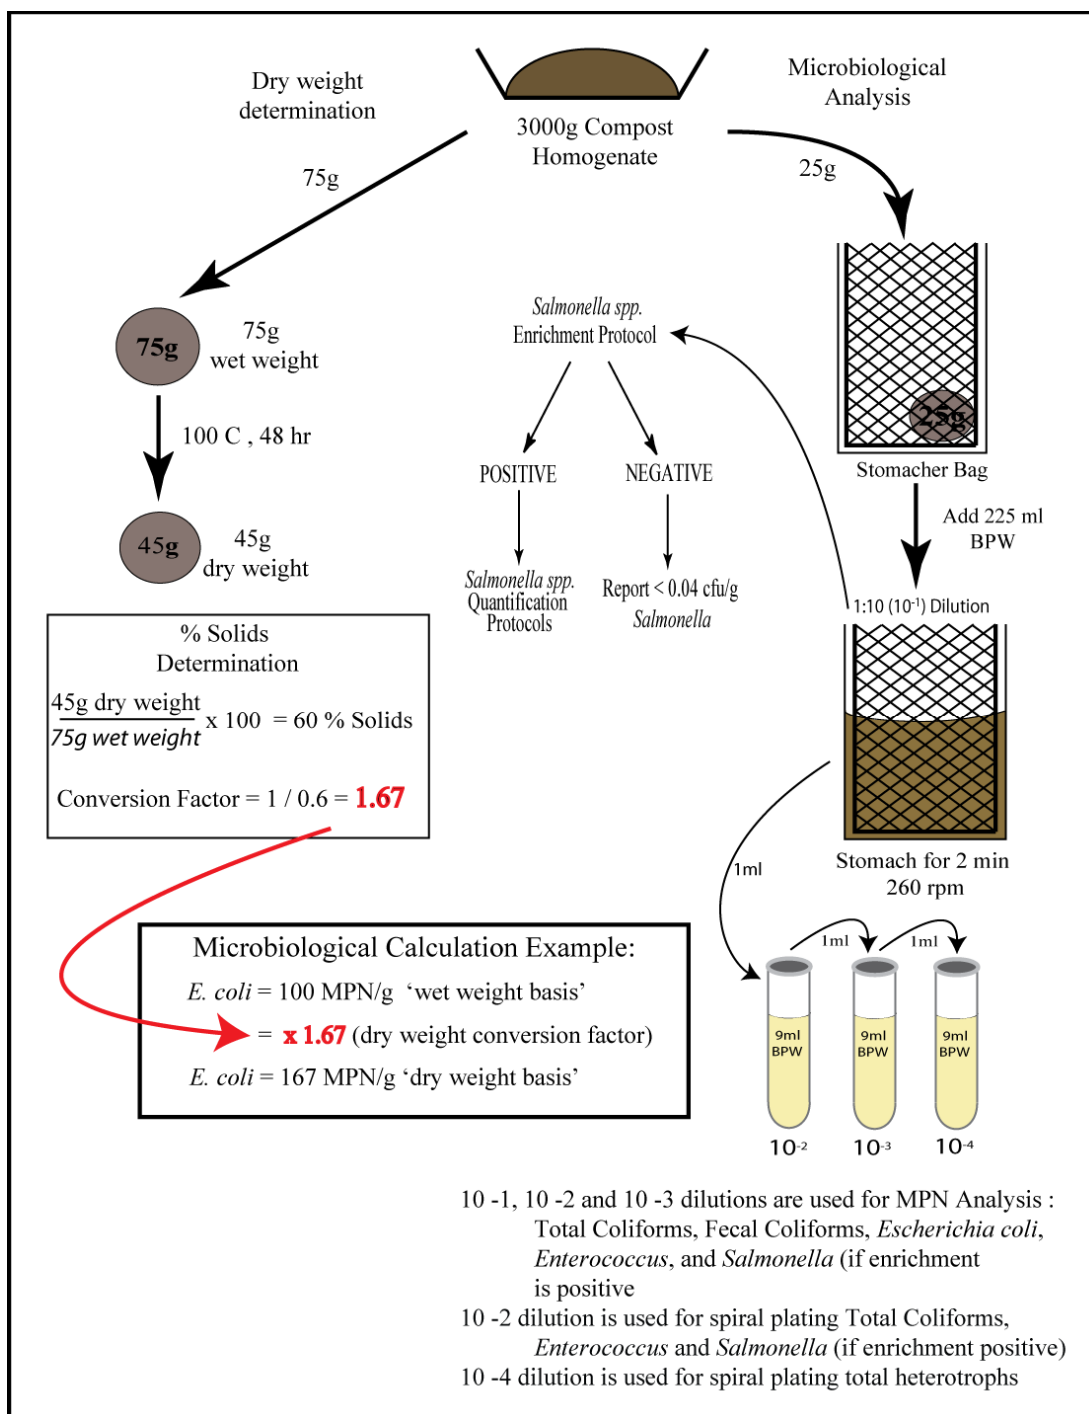 Dry weight
determination
3000g Compost
Homogenate
Microbiological
Analysis
75g
25g
75g
75g
wet weight
100 C , 48 hr
45g
45g
dry weight
Salmonella spp.
Enrichment Protocol
POSITIVE
NEGATIVE
Salmonella spp.
Quantification
Protocols
Report < 0.04 cfu/g
Salmonella
25g
Stomacher Bag
Add 225 ml
BPW
1:10 (10⁻¹) Dilution
Stomach for 2 min
260 rpm
% Solids
Determination
45g dry weight
75g wet weight
x 100 = 60 % Solids
Conversion Factor = 1 / 0.6 = 1.67
Microbiological Calculation Example:
E. coli = 100 MPN/g ‘wet weight basis’
= x 1.67 (dry weight conversion factor)
E. coli = 167 MPN/g ‘dry weight basis’
1ml
1ml
1ml
9ml
BPW
9ml
BPW
9ml
BPW
10⁻²
10⁻³
10⁻⁴
10 -1, 10 -2 and 10 -3 dilutions are used for MPN Analysis :
Total Coliforms, Fecal Coliforms, Escherichia coli,
Enterococcus, and Salmonella (if enrichment
is positive
10 -2 dilution is used for spiral plating Total Coliforms,
Enterococcus and Salmonella (if enrichment positive)
10 -4 dilution is used for spiral plating total heterotrophs